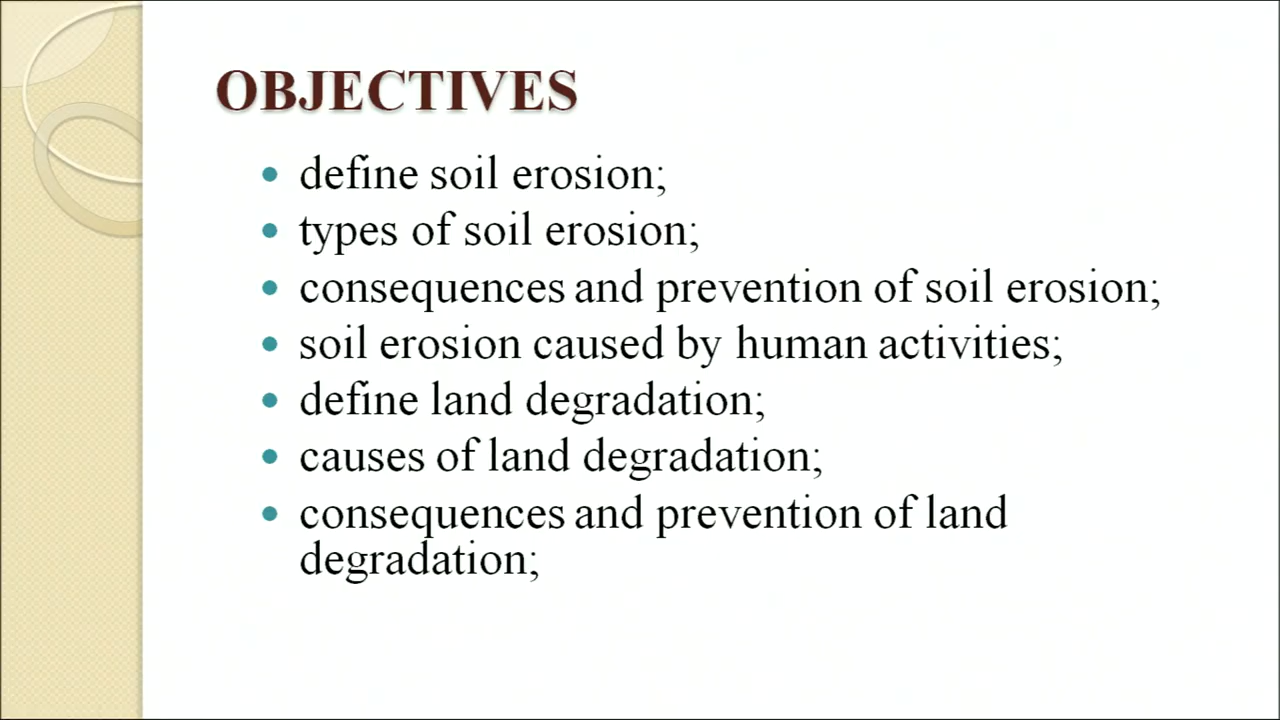 OBJECTIVES
• define soil erosion;
• types of soil erosion;
• consequences and prevention of soil erosion;
• soil erosion caused by human activities;
• define land degradation;
• causes of land degradation;
• consequences and prevention of land
degradation;